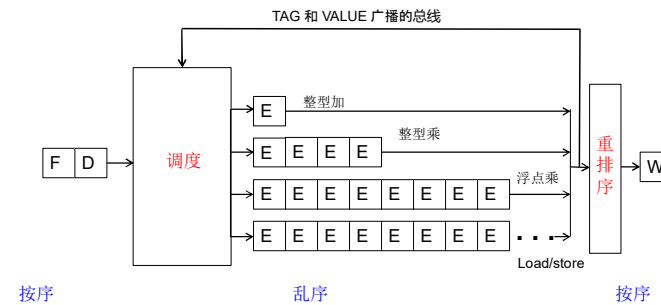 TAG 和 VALUE 广播的总线
E 整型加
E E E E 整型乘
F D 调度 重排序 W
E E E E E E E E 浮点乘
E E E E E E E E . . .
Load/store
按序 乱序 按序